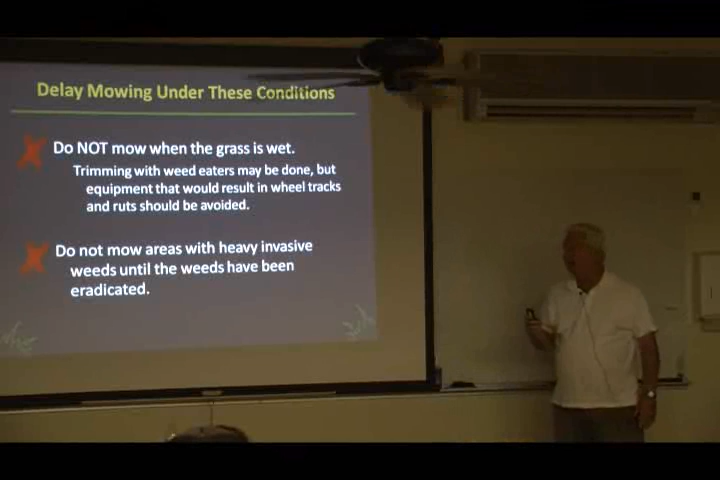 Delay Mowing Under These Conditions
Do NOT mow when the grass is wet.
Trimming with weed eaters may be done, but
equipment that would result in wheel tracks
and ruts should be avoided.
Do not mow areas with heavy invasive
weeds until the weeds have been
eradicated.